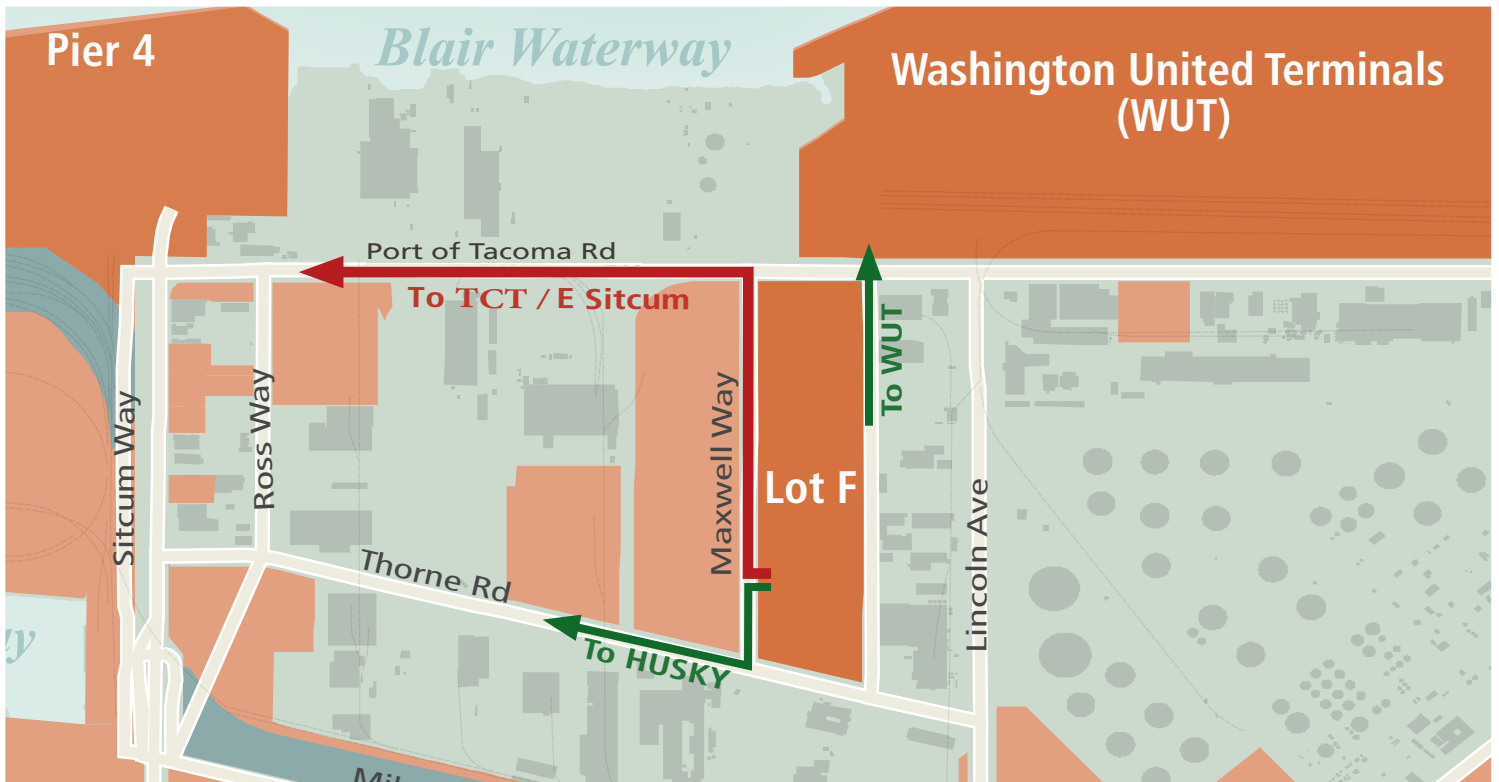 Pier 4
Blair Waterway
Washington United Terminals
(WUT)
Port of Tacoma Rd
To TCT / E Sitcum
To WUT
Sitcum Way
Ross Way
Maxwell Way
Lot F
Lincoln Ave
Thorne Rd
To HUSKY